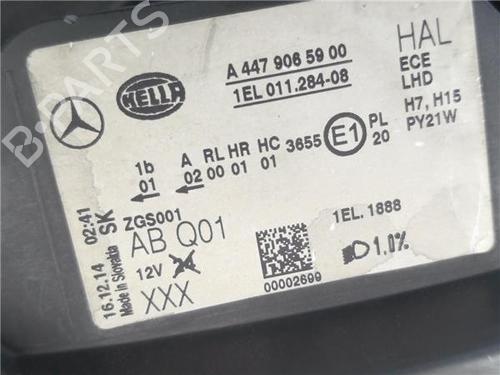 HELLA
A 447 906 59 00
1EL 011.284-08
HAL
ECE
LHD
H7, H15
PY21W
1b A RL HR HC 3655 E1 PL
01 02 00 01 01 20
ZGS001
AB Q01
12V
XXX
16.12.14 02:41
Made in Slovakia SK
00002699
1EL.1888
1.0%
B-PARTS